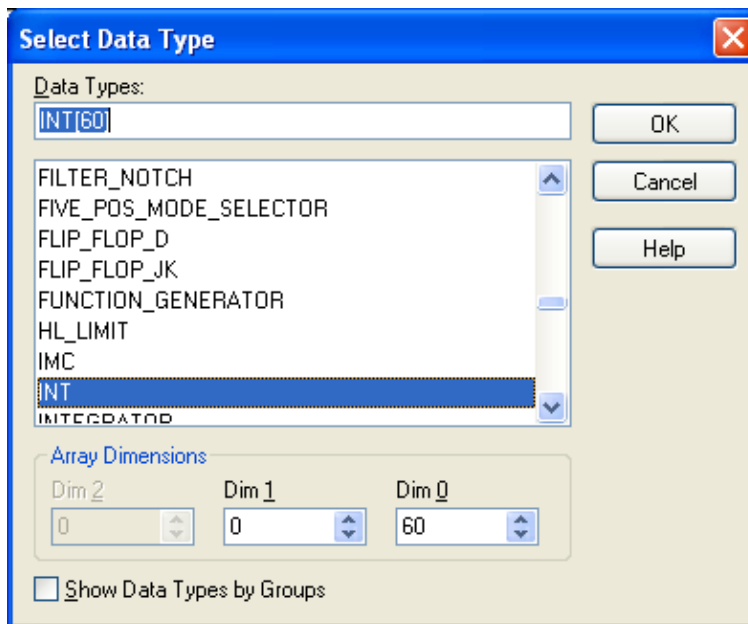 Select Data Type
Data Types:
INT[60]
OK
FILTER_NOTCH
Cancel
FIVE_POS_MODE_SELECTOR
FLIP_FLOP_D
FLIP_FLOP_JK
Help
FUNCTION_GENERATOR
HL_LIMIT
IMC
INT
INTEGRATOR
Array Dimensions
Dim 2 Dim 1 Dim 0
0 0 60
Show Data Types by Groups